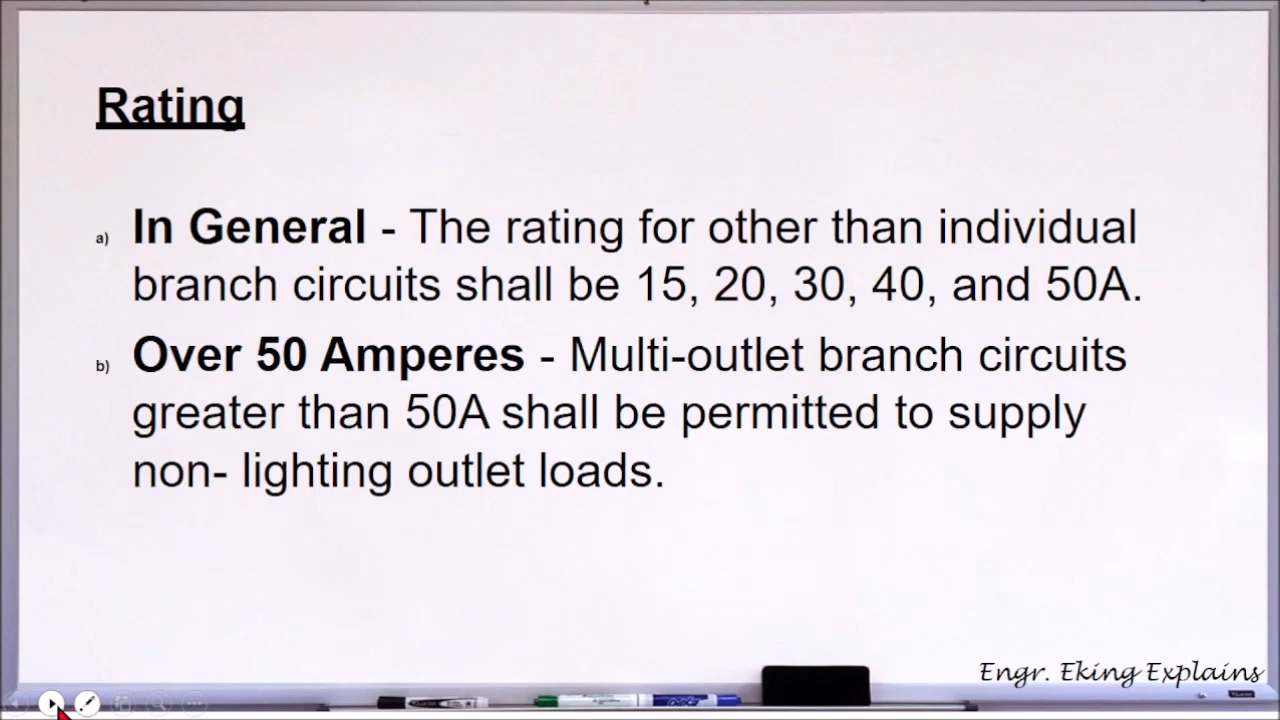 Rating
a) In General - The rating for other than individual
branch circuits shall be 15, 20, 30, 40, and 50A.
b) Over 50 Amperes - Multi-outlet branch circuits
greater than 50A shall be permitted to supply
non- lighting outlet loads.
Engr. Eking Explains